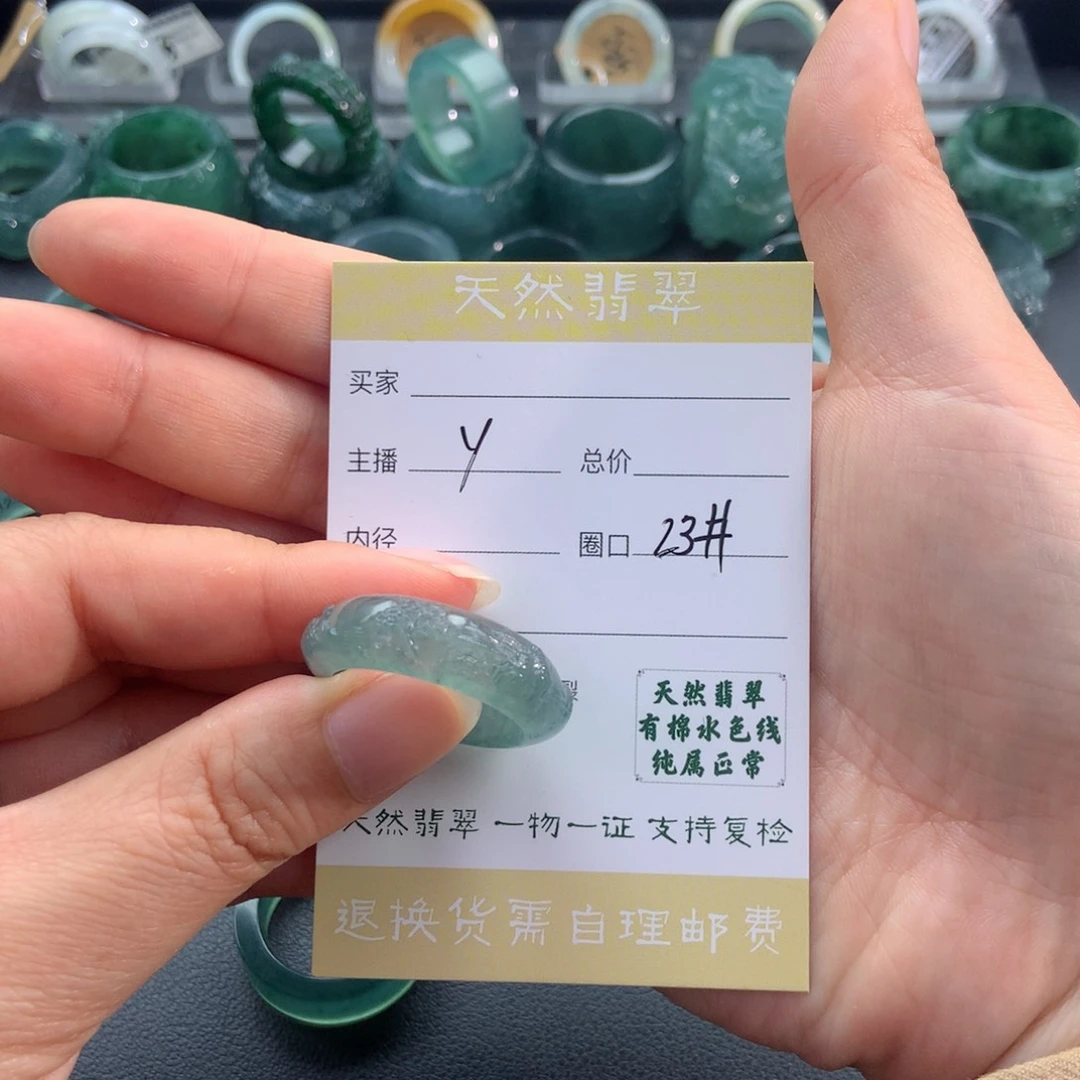 天然翡翠
买家
主播 y 总价
内径 圈口 23#
裂
天然翡翠
有棉水色线
纯属正常
天然翡翠 一物一证 支持复检
退换货需自理邮费